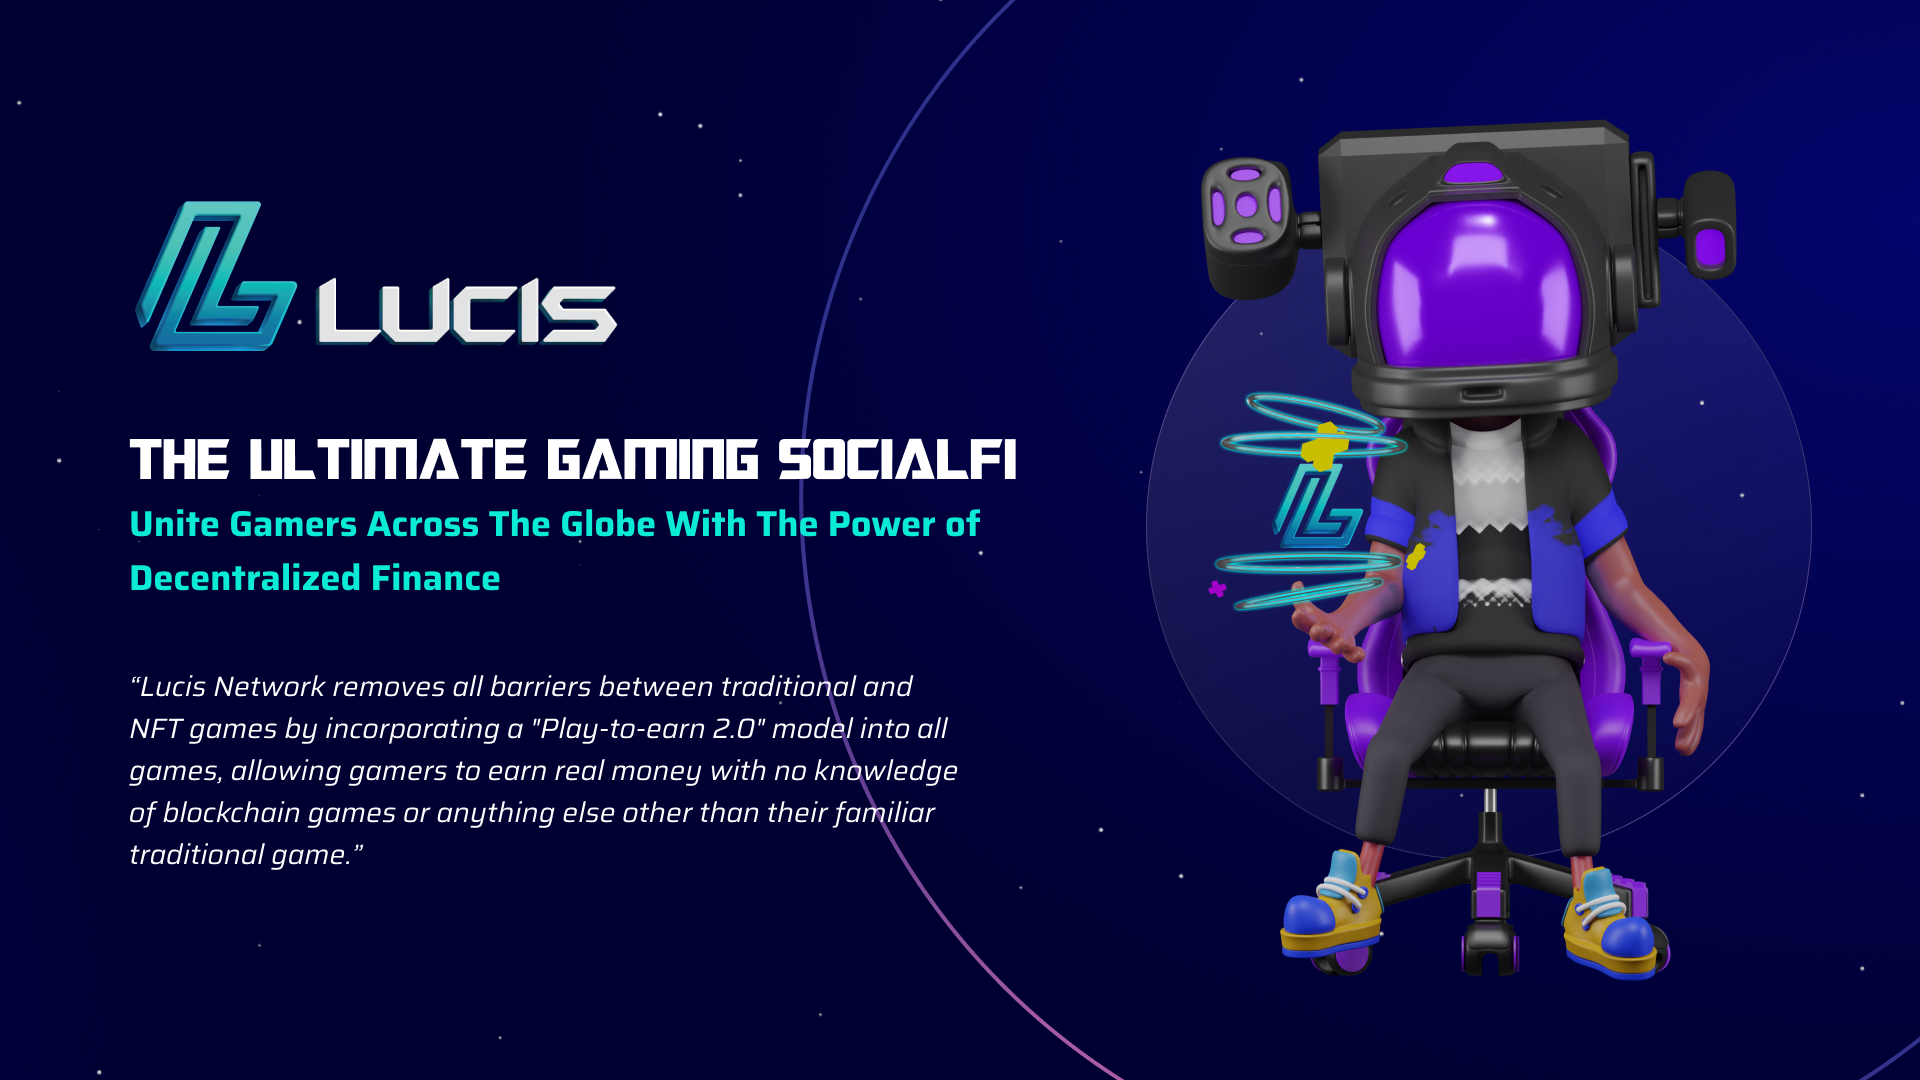 LUCIS
THE ULTIMATE GAMING SOCIALFI
Unite Gamers Across The Globe With The Power of
Decentralized Finance
“Lucis Network removes all barriers between traditional and
NFT games by incorporating a "Play-to-earn 2.0" model into all
games, allowing gamers to earn real money with no knowledge
of blockchain games or anything else other than their familiar
traditional game.”